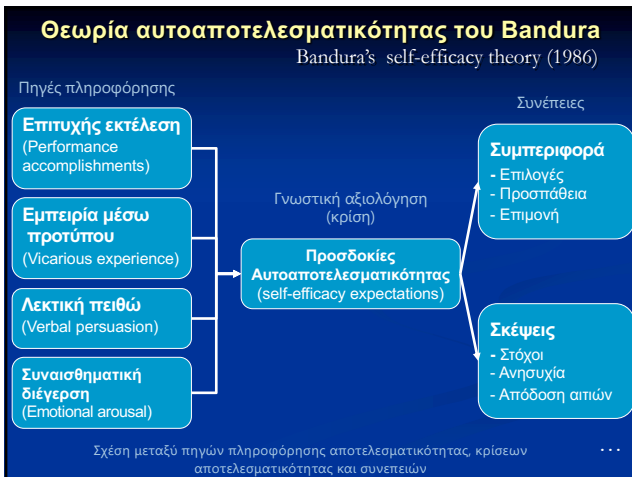 Θεωρία αυτοαποτελεσματικότητας του Bandura
Bandura's self-efficacy theory (1986)
Πηγές πληροφόρησης
Επιτυχής εκτέλεση
(Performance
accomplishments)
Εμπειρία μέσω
προτύπου
(Vicarious experience)
Λεκτική πειθώ
(Verbal persuasion)
Συναισθηματική
διέγερση
(Emotional arousal)
Γνωστική αξιολόγηση
(κρίση)
Προσδοκίες
Αυτοαποτελεσματικότητας
(self-efficacy expectations)
Συνέπειες
Συμπεριφορά
- Επιλογές
- Προσπάθεια
- Επιμονή
Σκέψεις
- Στόχοι
- Ανησυχία
- Απόδοση αιτιών
Σχέση μεταξύ πηγών πληροφόρησης αποτελεσματικότητας, κρίσεων
αποτελεσματικότητας και συνεπειών
...